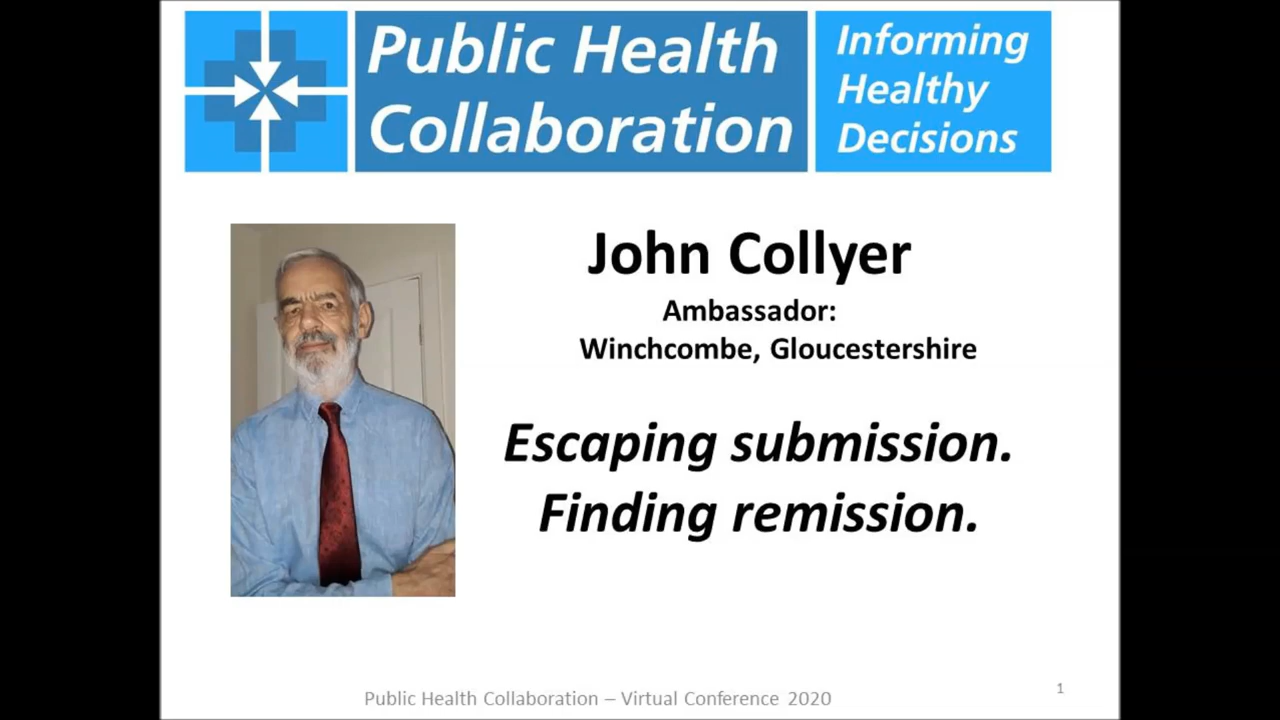 Public Health
Collaboration
Informing
Healthy
Decisions
John Collyer
Ambassador:
Winchcombe, Gloucestershire
Escaping submission.
Finding remission.
Public Health Collaboration – Virtual Conference 2020
1